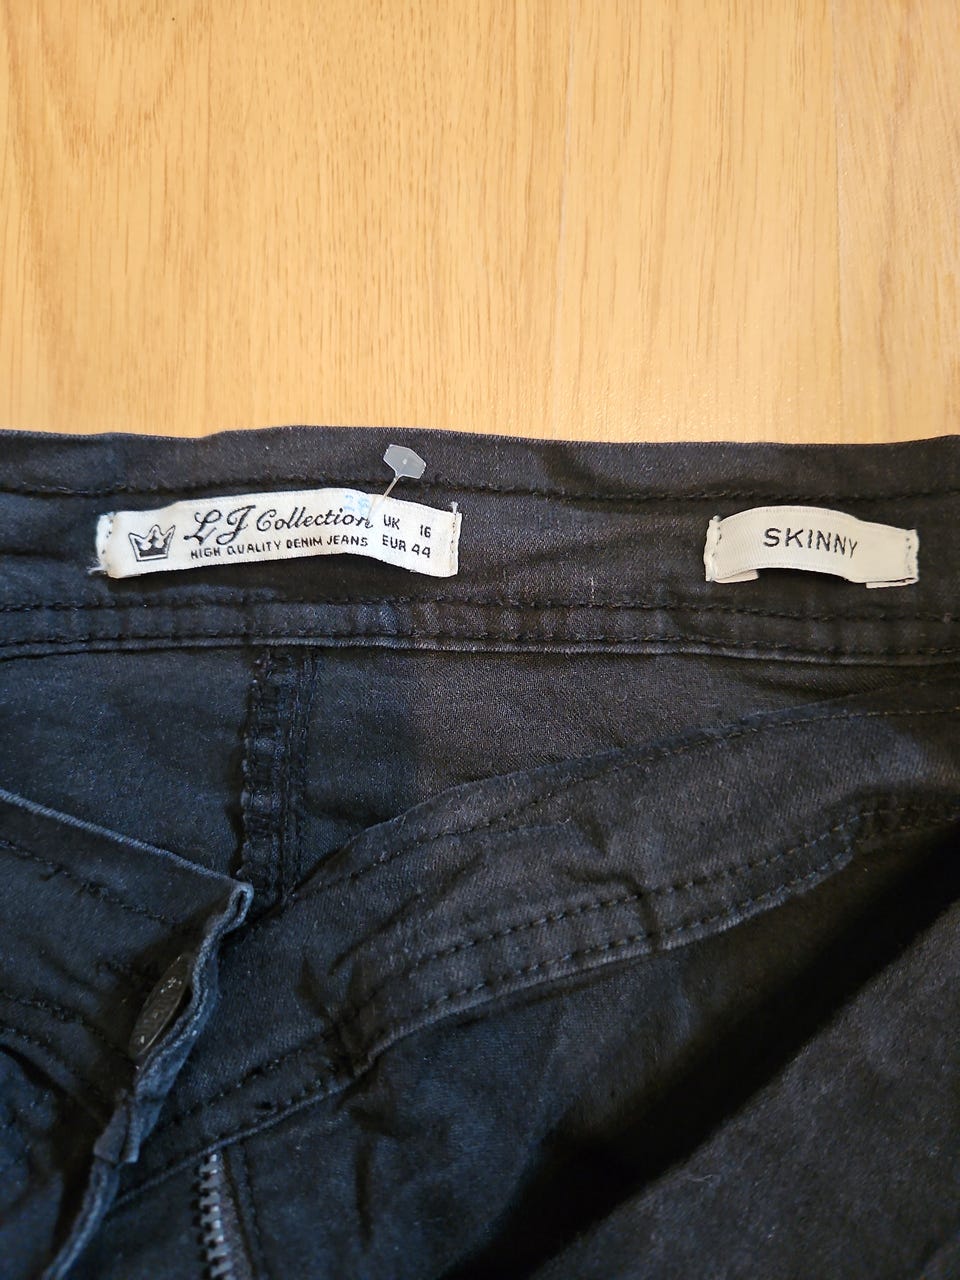 LJ Collection UK 16
HIGH QUALITY DENIM JEANS EUR 44
SKINNY